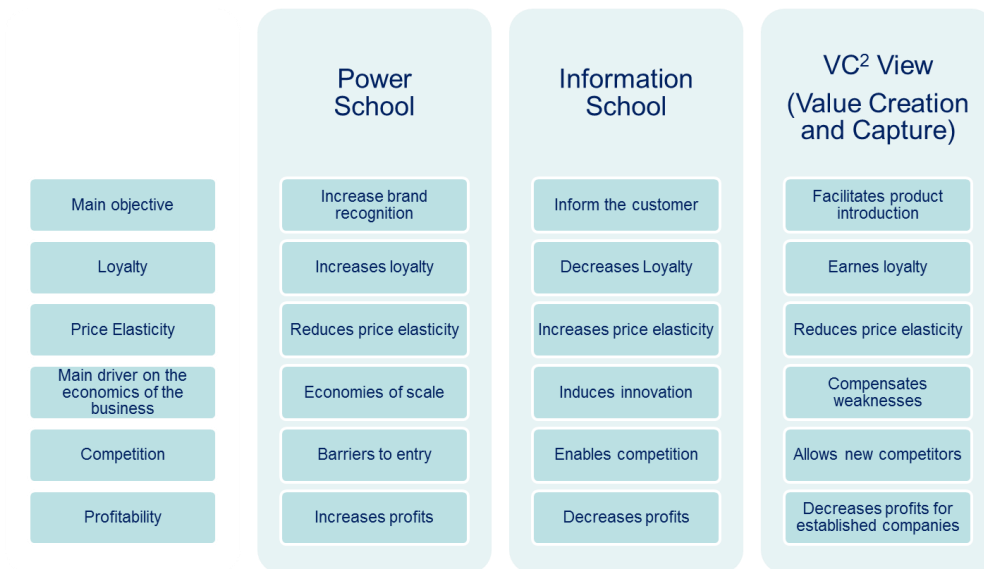 Power
School
Information
School
VC² View
(Value Creation
and Capture)
Main objective
Increase brand
recognition
Inform the customer
Facilitates product
introduction
Loyalty
Increases loyalty
Decreases Loyalty
Earnes loyalty
Price Elasticity
Reduces price elasticity
Increases price elasticity
Reduces price elasticity
Main driver on the
economics of the
business
Economies of scale
Induces innovation
Compensates
weaknesses
Competition
Barriers to entry
Enables competition
Allows new competitors
Profitability
Increases profits
Decreases profits
Decreases profits for
established companies